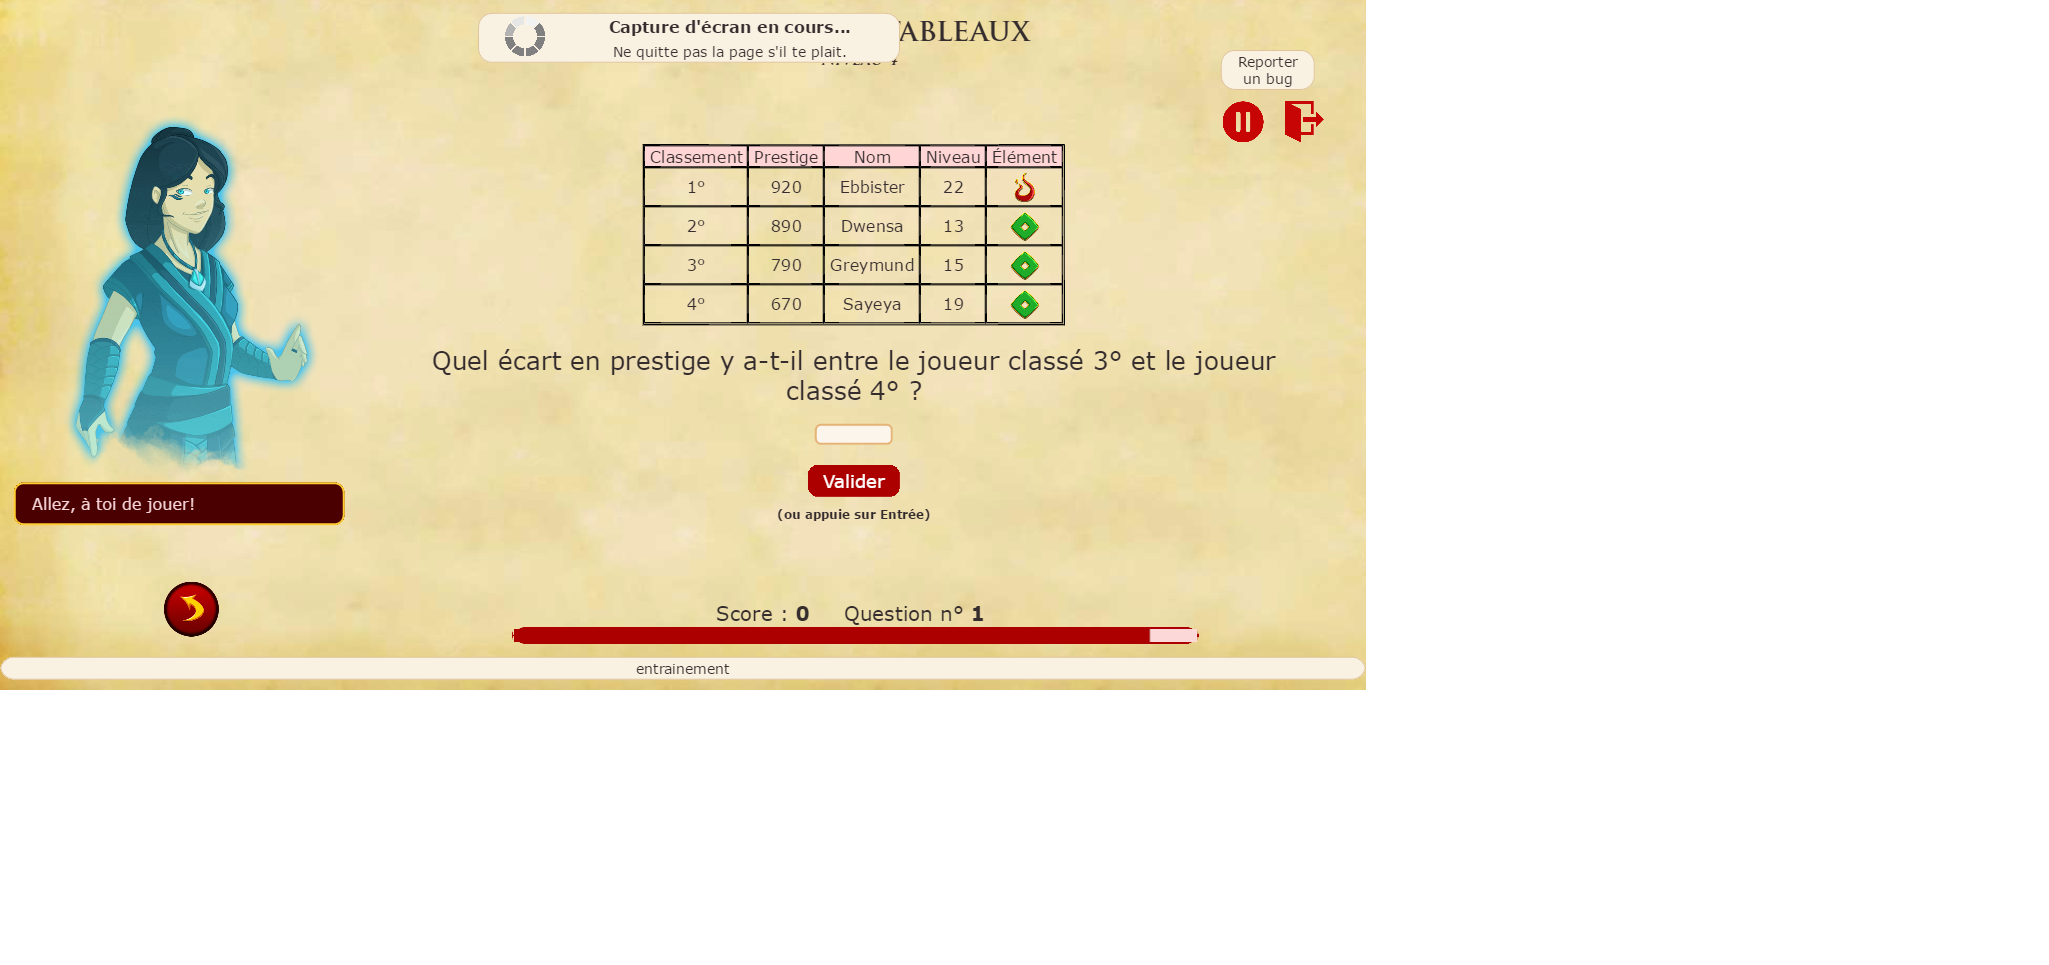 Capture d'écran en cours...
Ne quitte pas la page s'il te plait.
ABLEAUX
Reporter
un bug
Classement Prestige Nom Niveau Élément
1° 920 Ebbister 22
2° 890 Dwensa 13
3° 790 Greymund 15
4° 670 Sayeya 19
Quel écart en prestige y a-t-il entre le joueur classé 3° et le joueur
classé 4° ?
Valider
(ou appuie sur Entrée)
Allez, à toi de jouer!
Score : 0 Question n° 1
entrainement